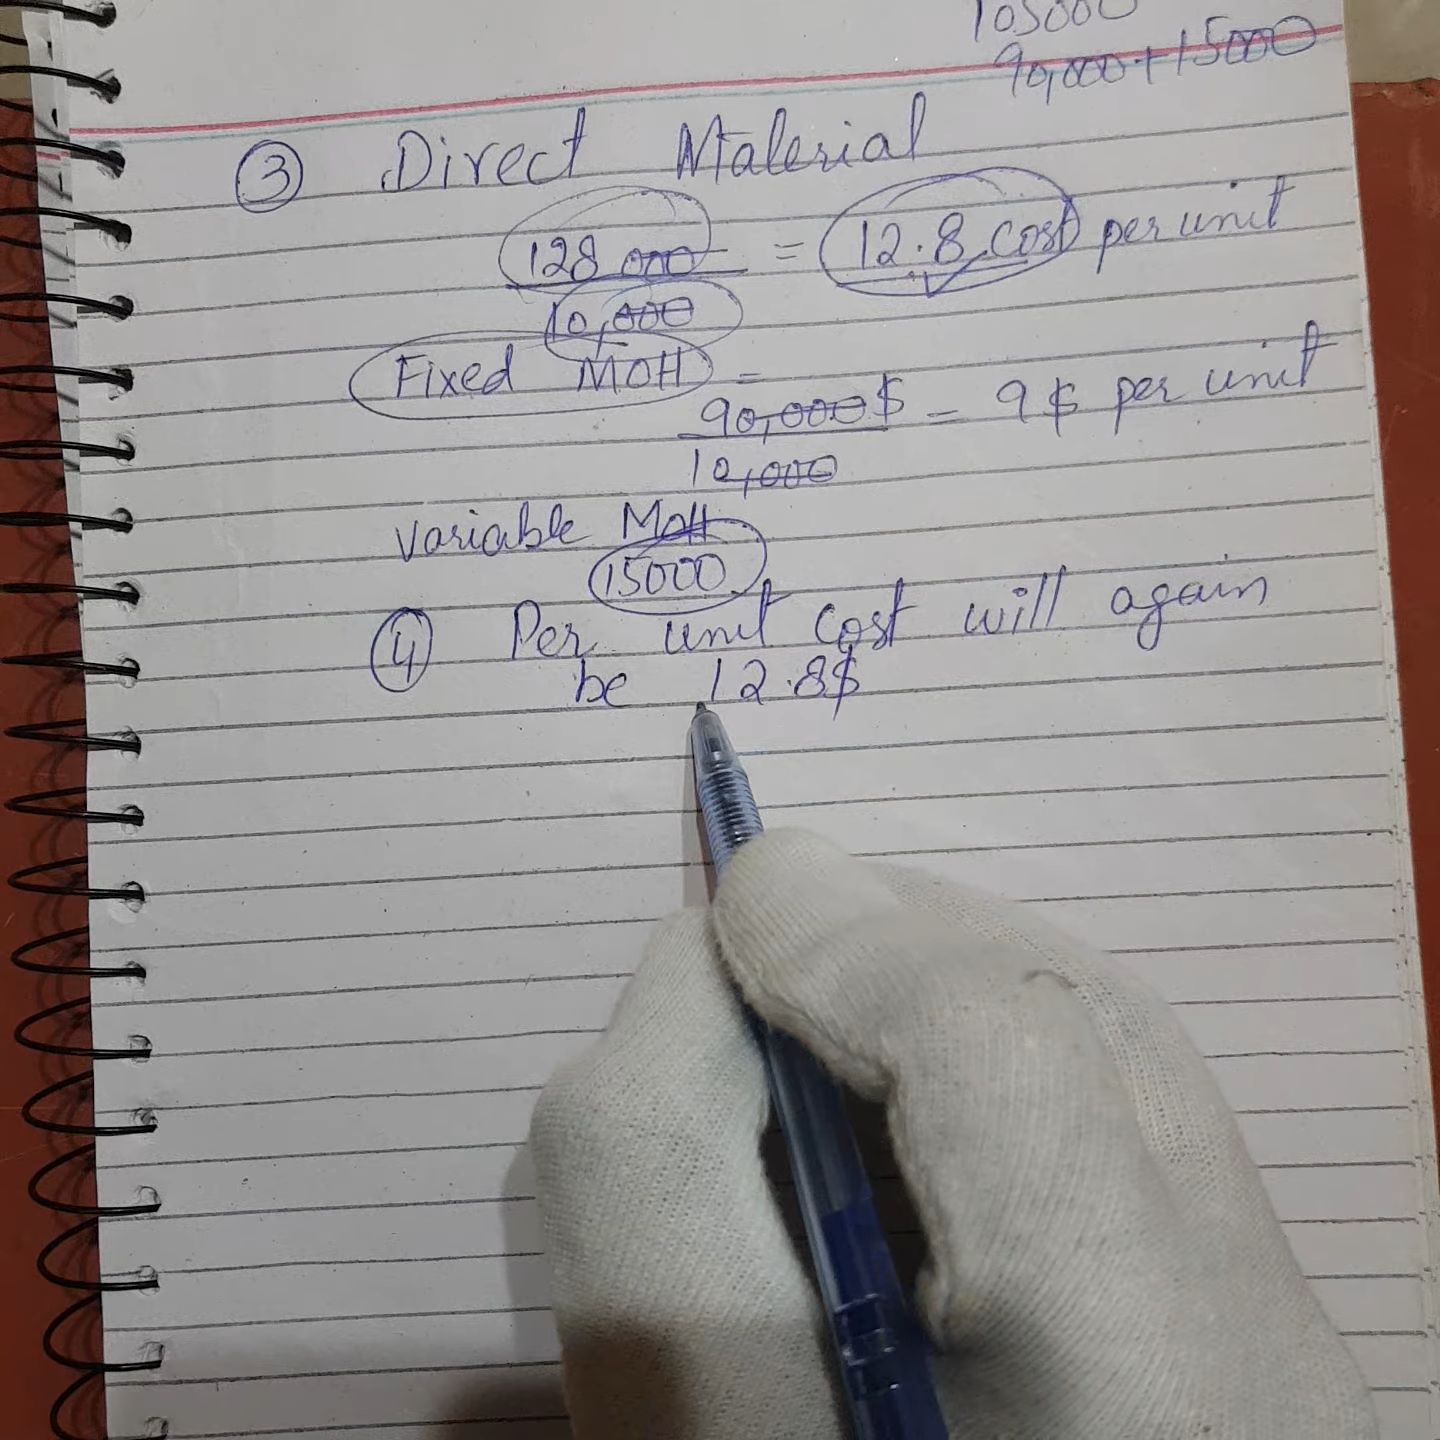 105000
90,000+15000
③ Direct Material
128 000 = 12.8 Cost per unit
10,000
Fixed MOH =
90,000$ = 9$ per unit
10,000
Variable MOH
15000
④ Per unit cost will again
be 12.8$